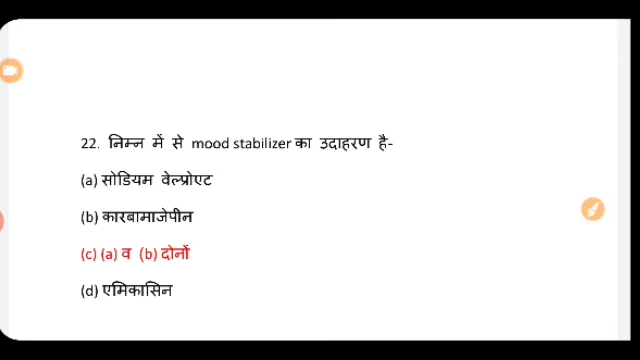 22. निम्न में से mood stabilizer का उदाहरण है-
(a) सोडियम वेल्प्रोएट
(b) कारबामाजेपीन
(c) (a) व (b) दोनों
(d) एमिकासिन